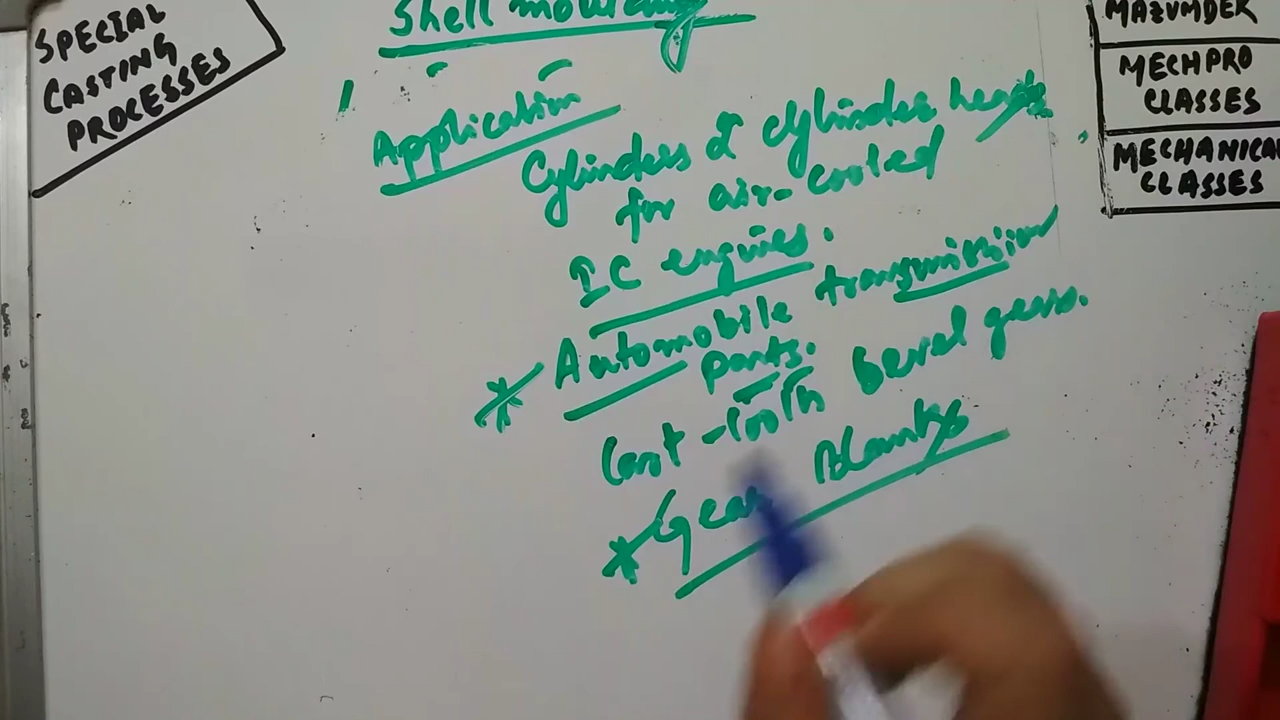 SPECIAL
CASTING
PROCESSES
Shell moulding
MAZUMDER
MECHPRO
CLASSES
MECHANICAL
CLASSES
Application
Cylinders & cylinder heads
for air-cooled
IC engines.
* Automobile transmission
parts.
Cast-tooth bevel gears.
* Gear Blanks